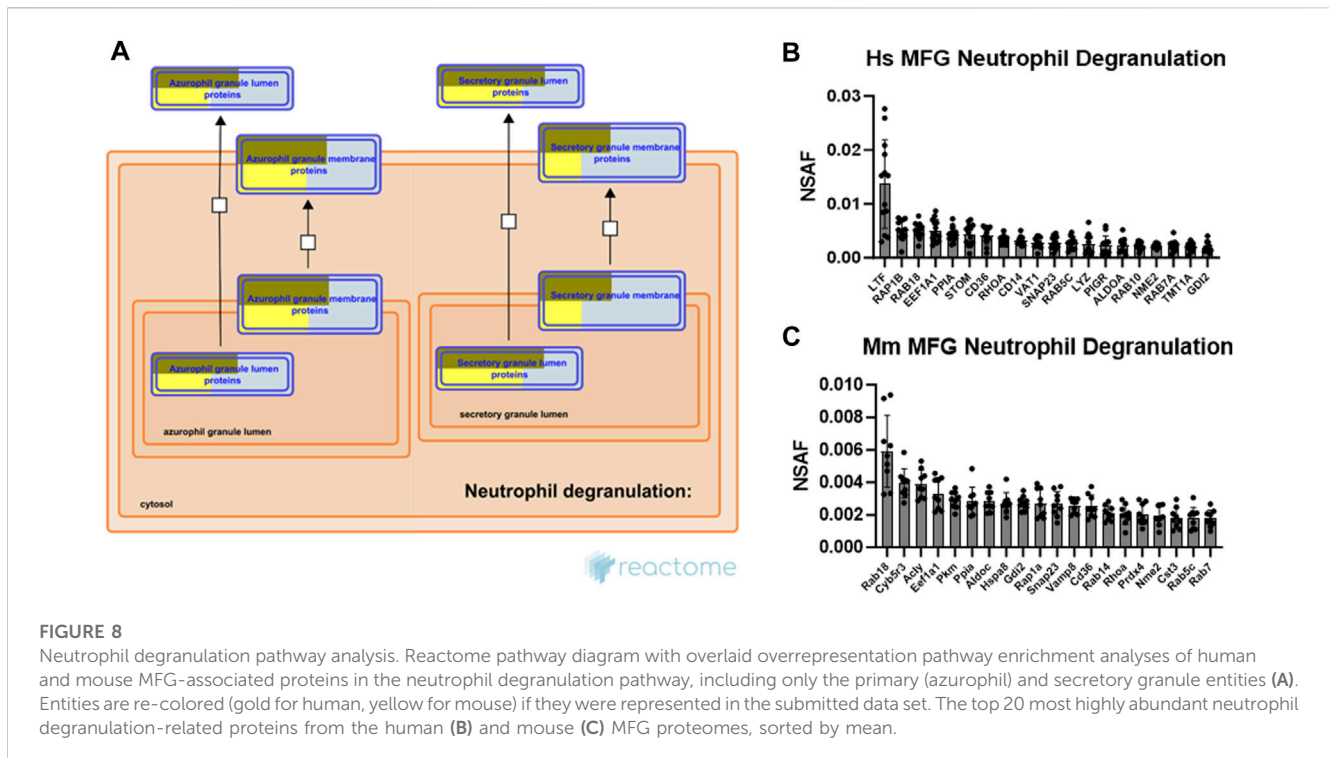 A
Azurophil granule lumen
proteins
Secretory granule lumen
proteins
Azurophil granule membrane
proteins
Secretory granule membrane
proteins
Azurophil granule membrane
proteins
Secretory granule membrane
proteins
Azurophil granule lumen
proteins
Secretory granule lumen
proteins
azurophil granule lumen
secretory granule lumen
cytosol
Neutrophil degranulation:
reactome
B
Hs MFG Neutrophil Degranulation
NSAF
0.03
0.02
0.01
0.00
LTF
RAP1B
RAB18
EEF1A1
PPIA
STOM
CD36
RHOA
CD14
VAT1
SNAP23
RAB5C
LYZ
PIGR
ALDOA
RAB10
NME2
RAB7A
TMT1A
GDI2
C
Mm MFG Neutrophil Degranulation
NSAF
0.010
0.008
0.006
0.004
0.002
0.000
Rab18
Cyb5r3
Acly
Eef1a1
Pkm
Ppia
Aldoc
Hspa8
Gdi2
Rap1a
Snap23
Vamp8
Cd36
Rab14
Rhoa
Prdx4
Nme2
Cst3
Rab5c
Rab7
FIGURE 8
Neutrophil degranulation pathway analysis. Reactome pathway diagram with overlaid overrepresentation pathway enrichment analyses of human
and mouse MFG-associated proteins in the neutrophil degranulation pathway, including only the primary (azurophil) and secretory granule entities (A).
Entities are re-colored (gold for human, yellow for mouse) if they were represented in the submitted data set. The top 20 most highly abundant neutrophil
degranulation-related proteins from the human (B) and mouse (C) MFG proteomes, sorted by mean.